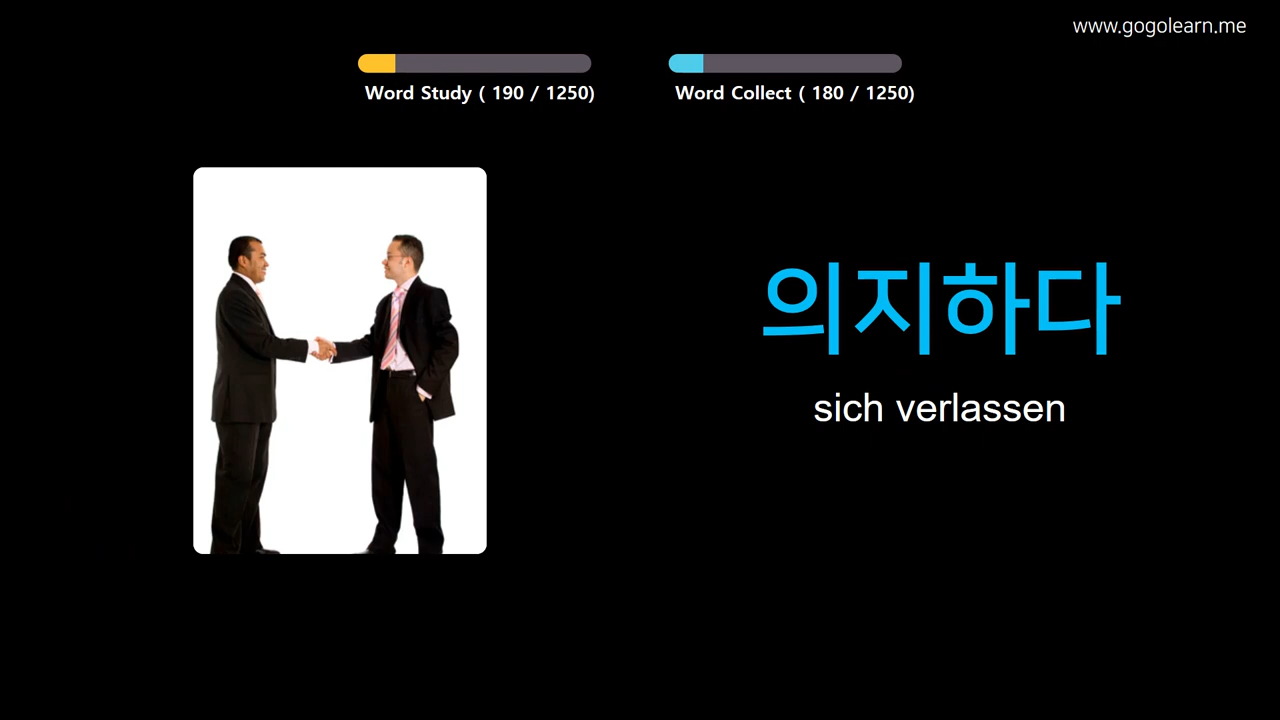 www.gogolearn.me
Word Study ( 190 / 1250)
Word Collect ( 180 / 1250)
의지하다
sich verlassen